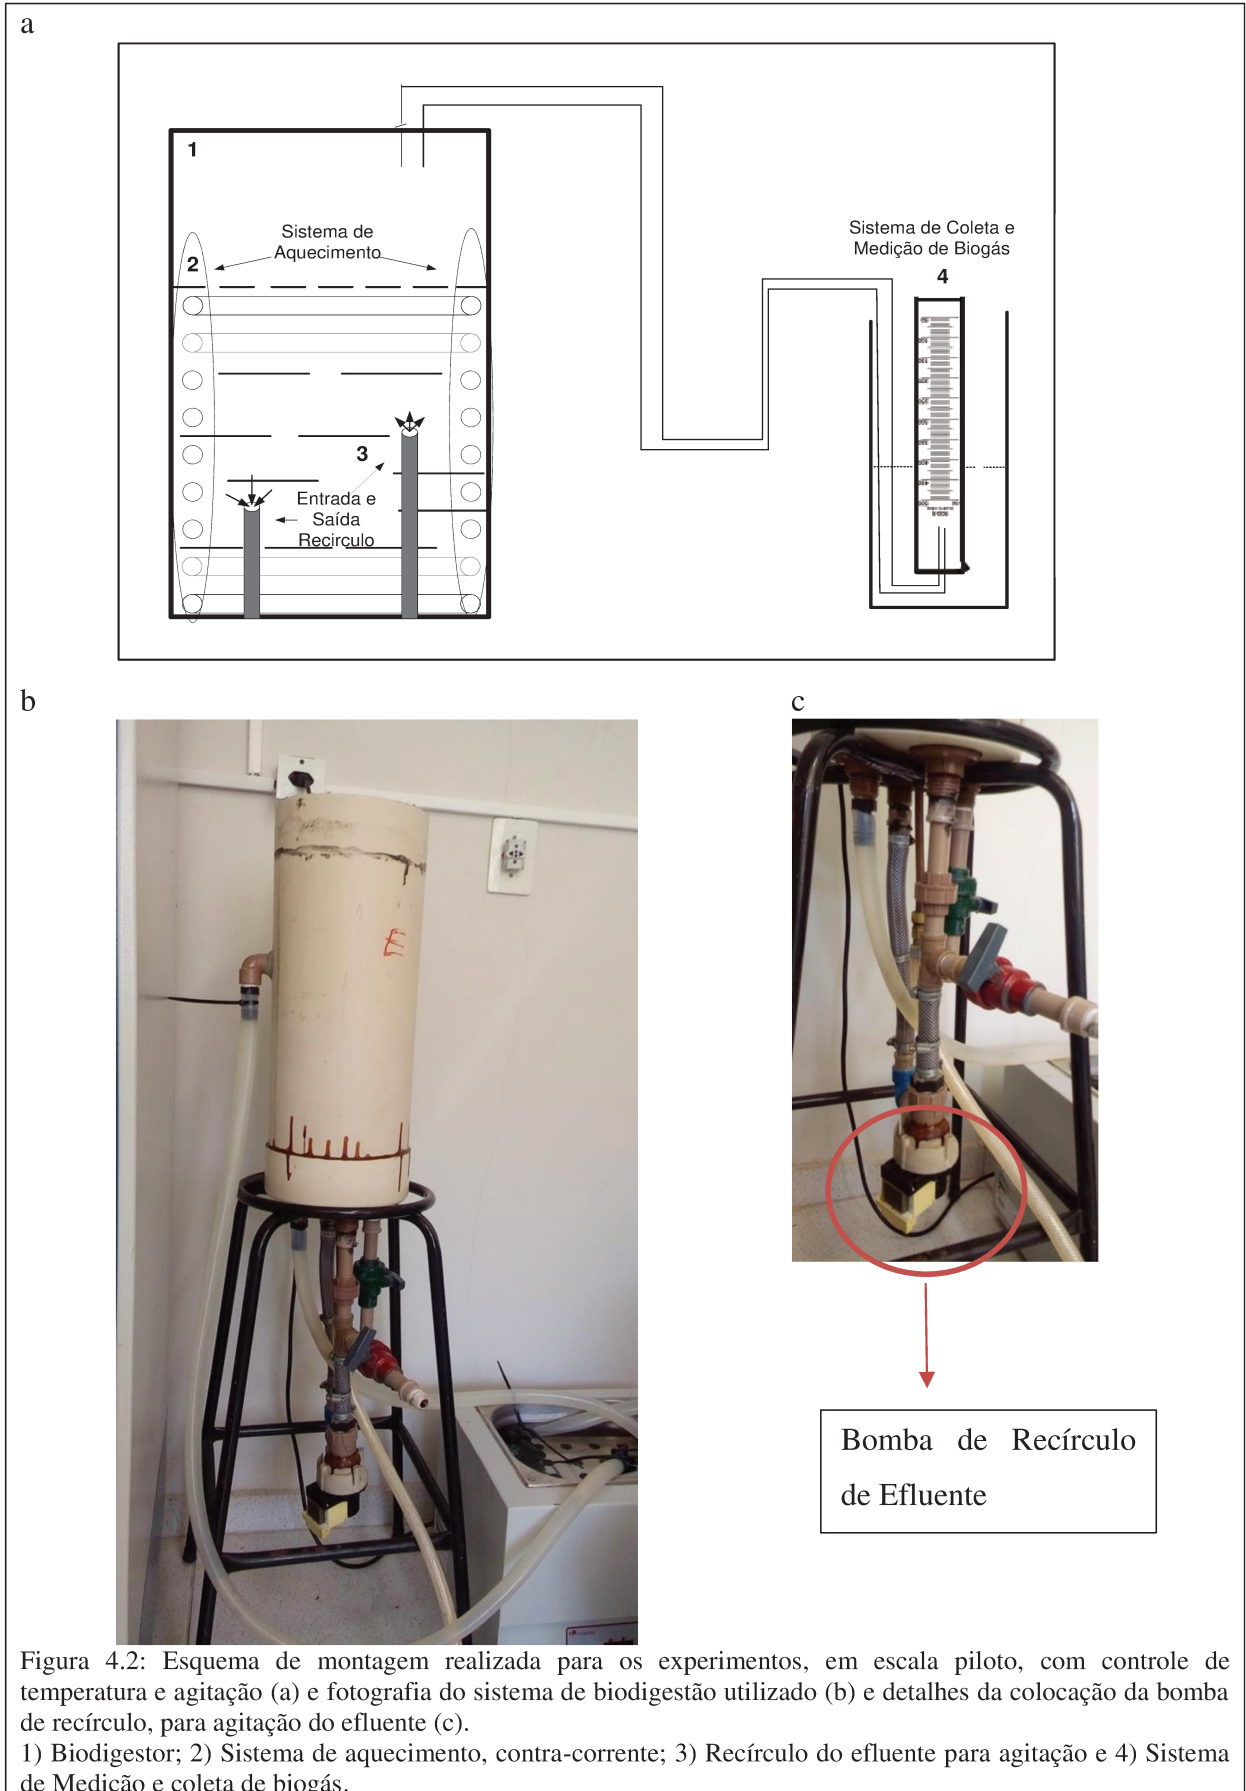 a
1
Sistema de
Aquecimento
2
3
Entrada e
Saída
Recirculo
Sistema de Coleta e
Medição de Biogás
4
b
c
E
Bomba de Recírculo
de Efluente
Figura 4.2: Esquema de montagem realizada para os experimentos, em escala piloto, com controle de
temperatura e agitação (a) e fotografia do sistema de biodigestão utilizado (b) e detalhes da colocação da bomba
de recírculo, para agitação do efluente (c).
1) Biodigestor; 2) Sistema de aquecimento, contra-corrente; 3) Recírculo do efluente para agitação e 4) Sistema
de Medição e coleta de biogás.